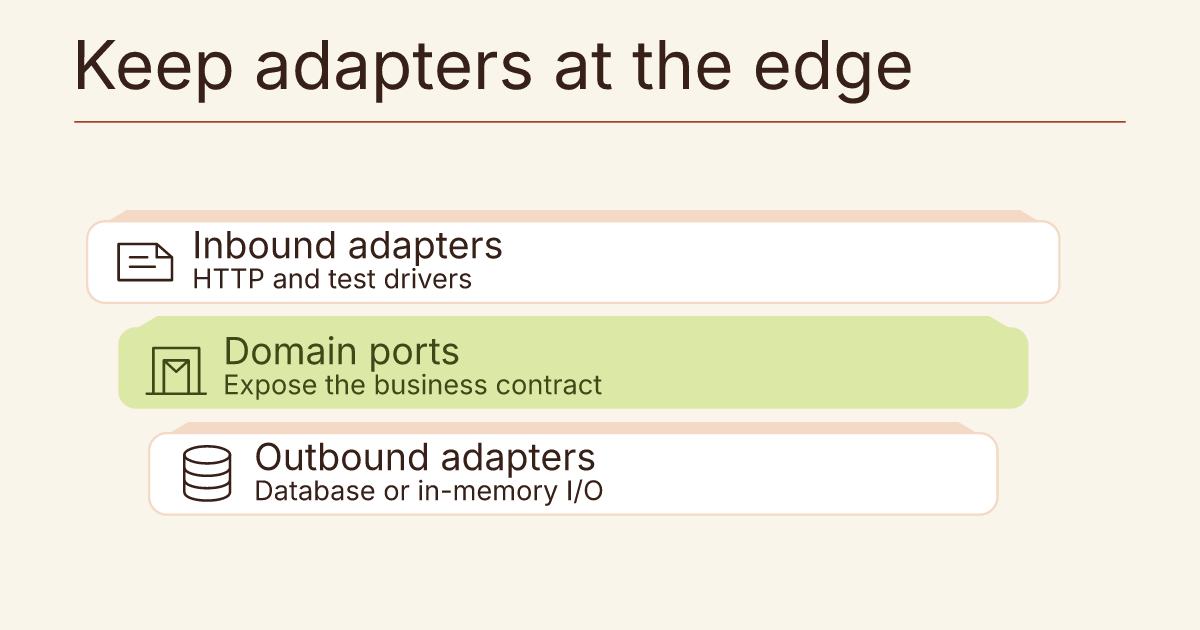 Keep adapters at the edge
Inbound adapters
HTTP and test drivers
Domain ports
Expose the business contract
Outbound adapters
Database or in-memory I/O